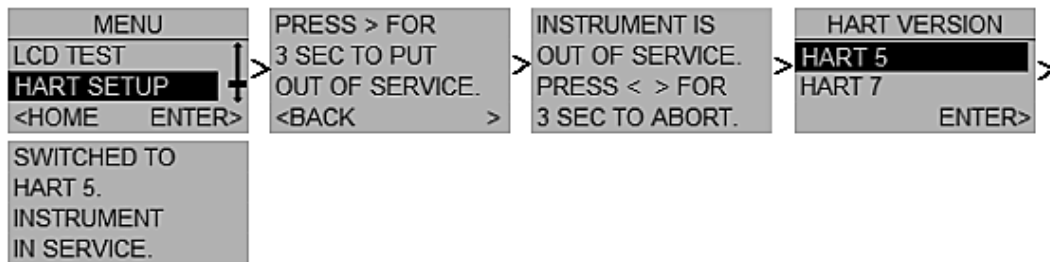 MENU
LCD TEST
HART SETUP
<HOME ENTER>
>
PRESS > FOR
3 SEC TO PUT
OUT OF SERVICE.
<BACK >
>
INSTRUMENT IS
OUT OF SERVICE.
PRESS < > FOR
3 SEC TO ABORT.
>
HART VERSION
HART 5
HART 7
ENTER>
>
SWITCHED TO
HART 5.
INSTRUMENT
IN SERVICE.